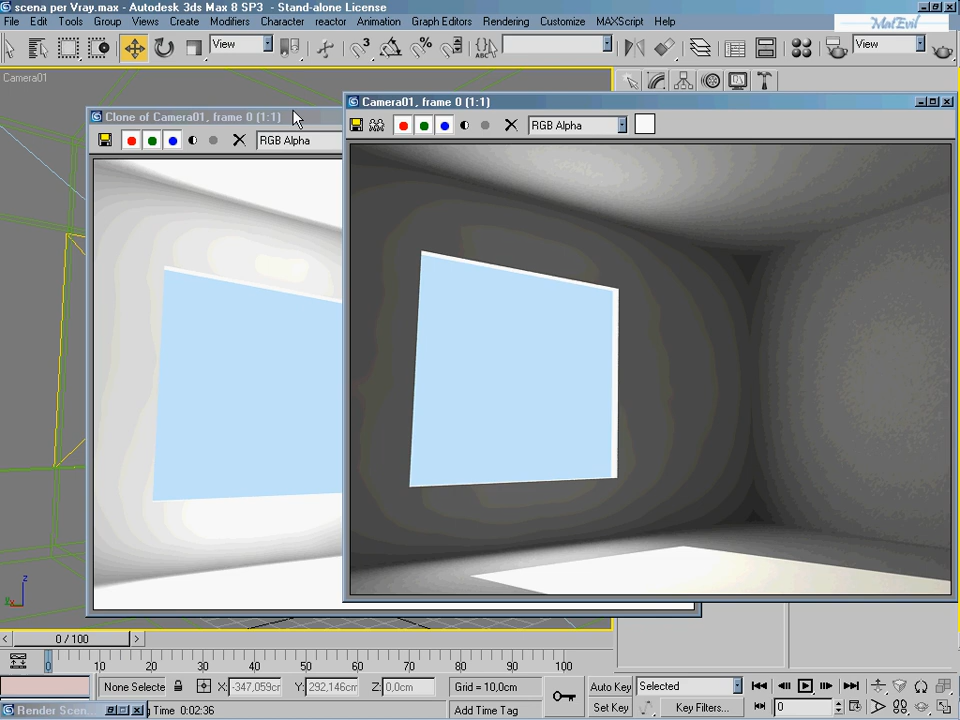 scena per Vray.max - Autodesk 3ds Max 8 SP3 - Stand-alone License
File Edit Tools Group Views Create Modifiers Character reactor Animation Graph Editors Rendering Customize MAXScript Help
MatEvil
View
3
%
ABC
View
Camera01
Camera01, frame 0 (1:1)
Clone of Camera01, frame 0 (1:1)
RGB Alpha
RGB Alpha
z
0 / 100
0 10 20 30 40 50 60 70 80 90 100
None Selecte
X: -347,059cr
Y: 292,146cm
Z: 0,0cm
Grid = 10,0cm
Auto Key
Selected
Render Scen...
g Time 0:02:36
Add Time Tag
Set Key
Key Filters...
0